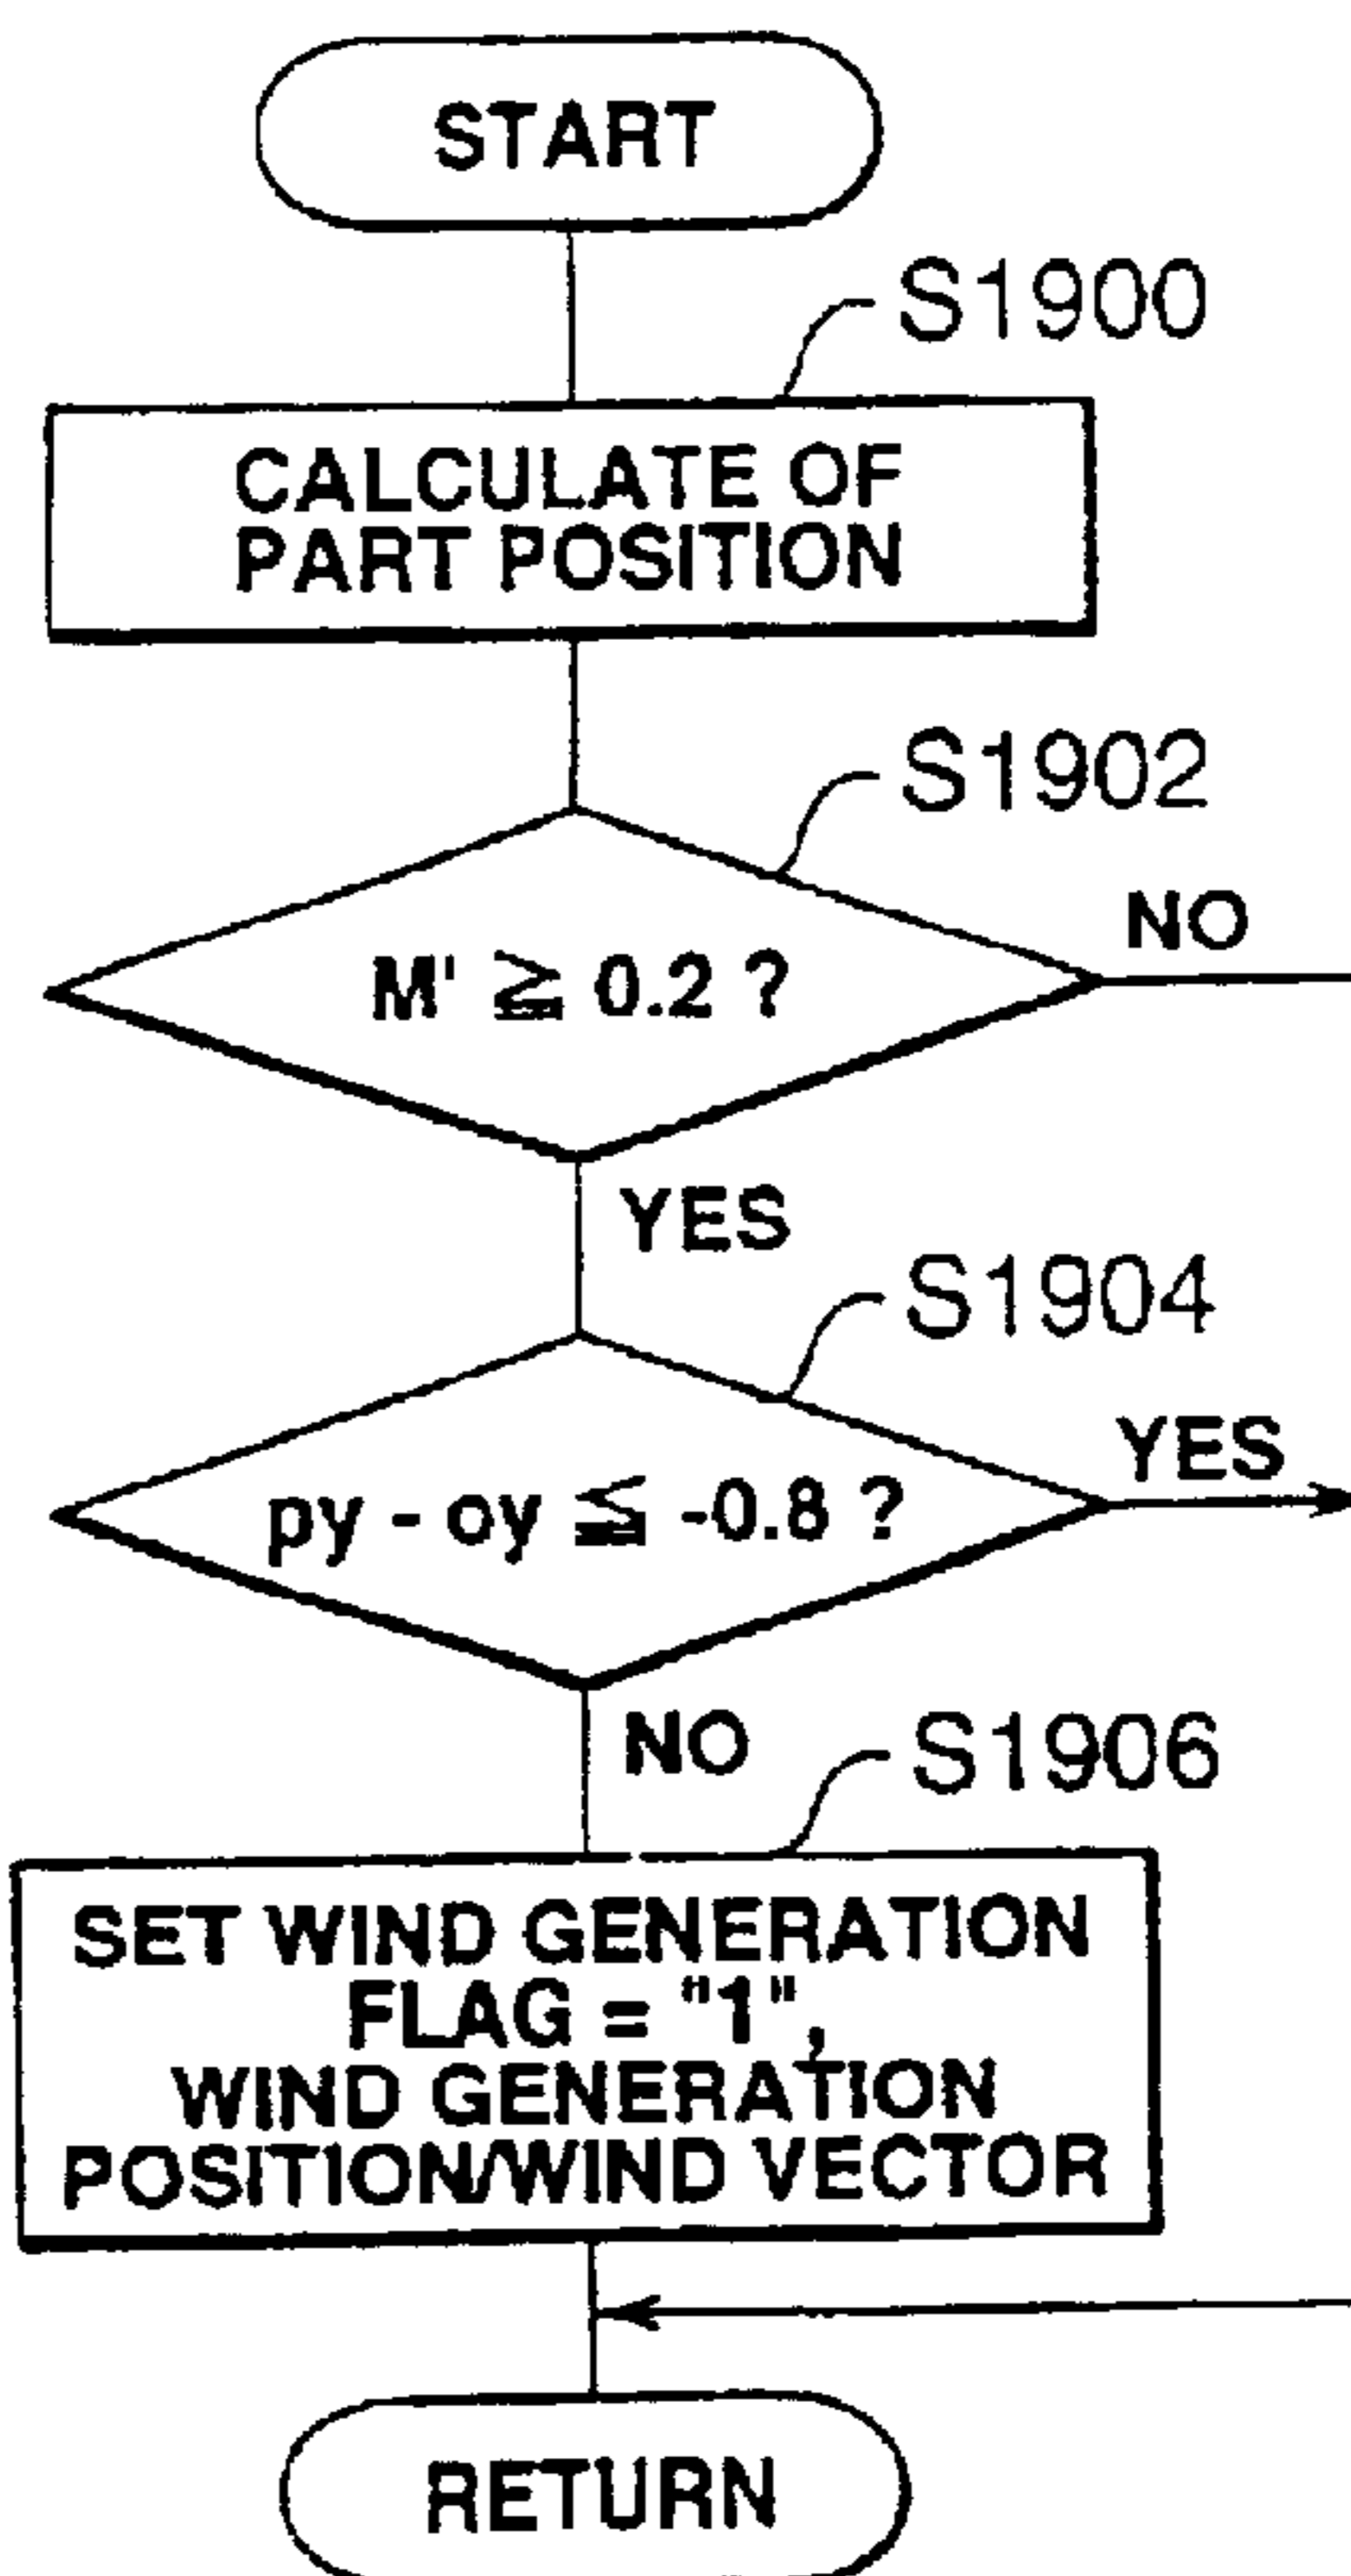 START
S1900
CALCULATE OF
PART POSITION
S1902
M' ≧ 0.2 ?
NO
YES
S1904
py - oy ≦ -0.8 ?
YES
NO
S1906
SET WIND GENERATION
FLAG = "1",
WIND GENERATION
POSITION/WIND VECTOR
RETURN